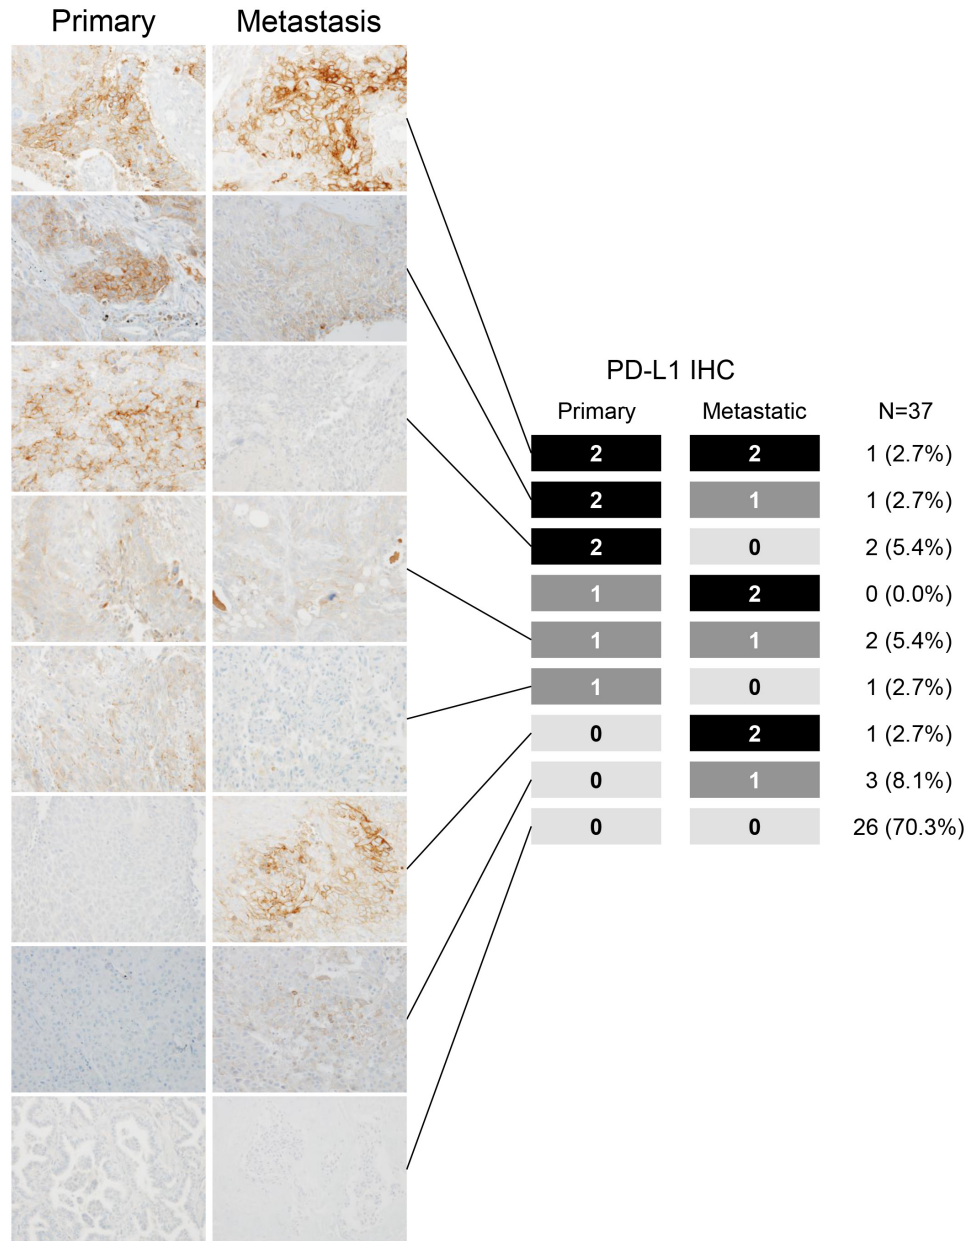 Primary Metastasis
PD-L1 IHC
Primary Metastatic N=37
2 2 1 (2.7%)
2 1 1 (2.7%)
2 0 2 (5.4%)
1 2 0 (0.0%)
1 1 2 (5.4%)
1 0 1 (2.7%)
0 2 1 (2.7%)
0 1 3 (8.1%)
0 0 26 (70.3%)